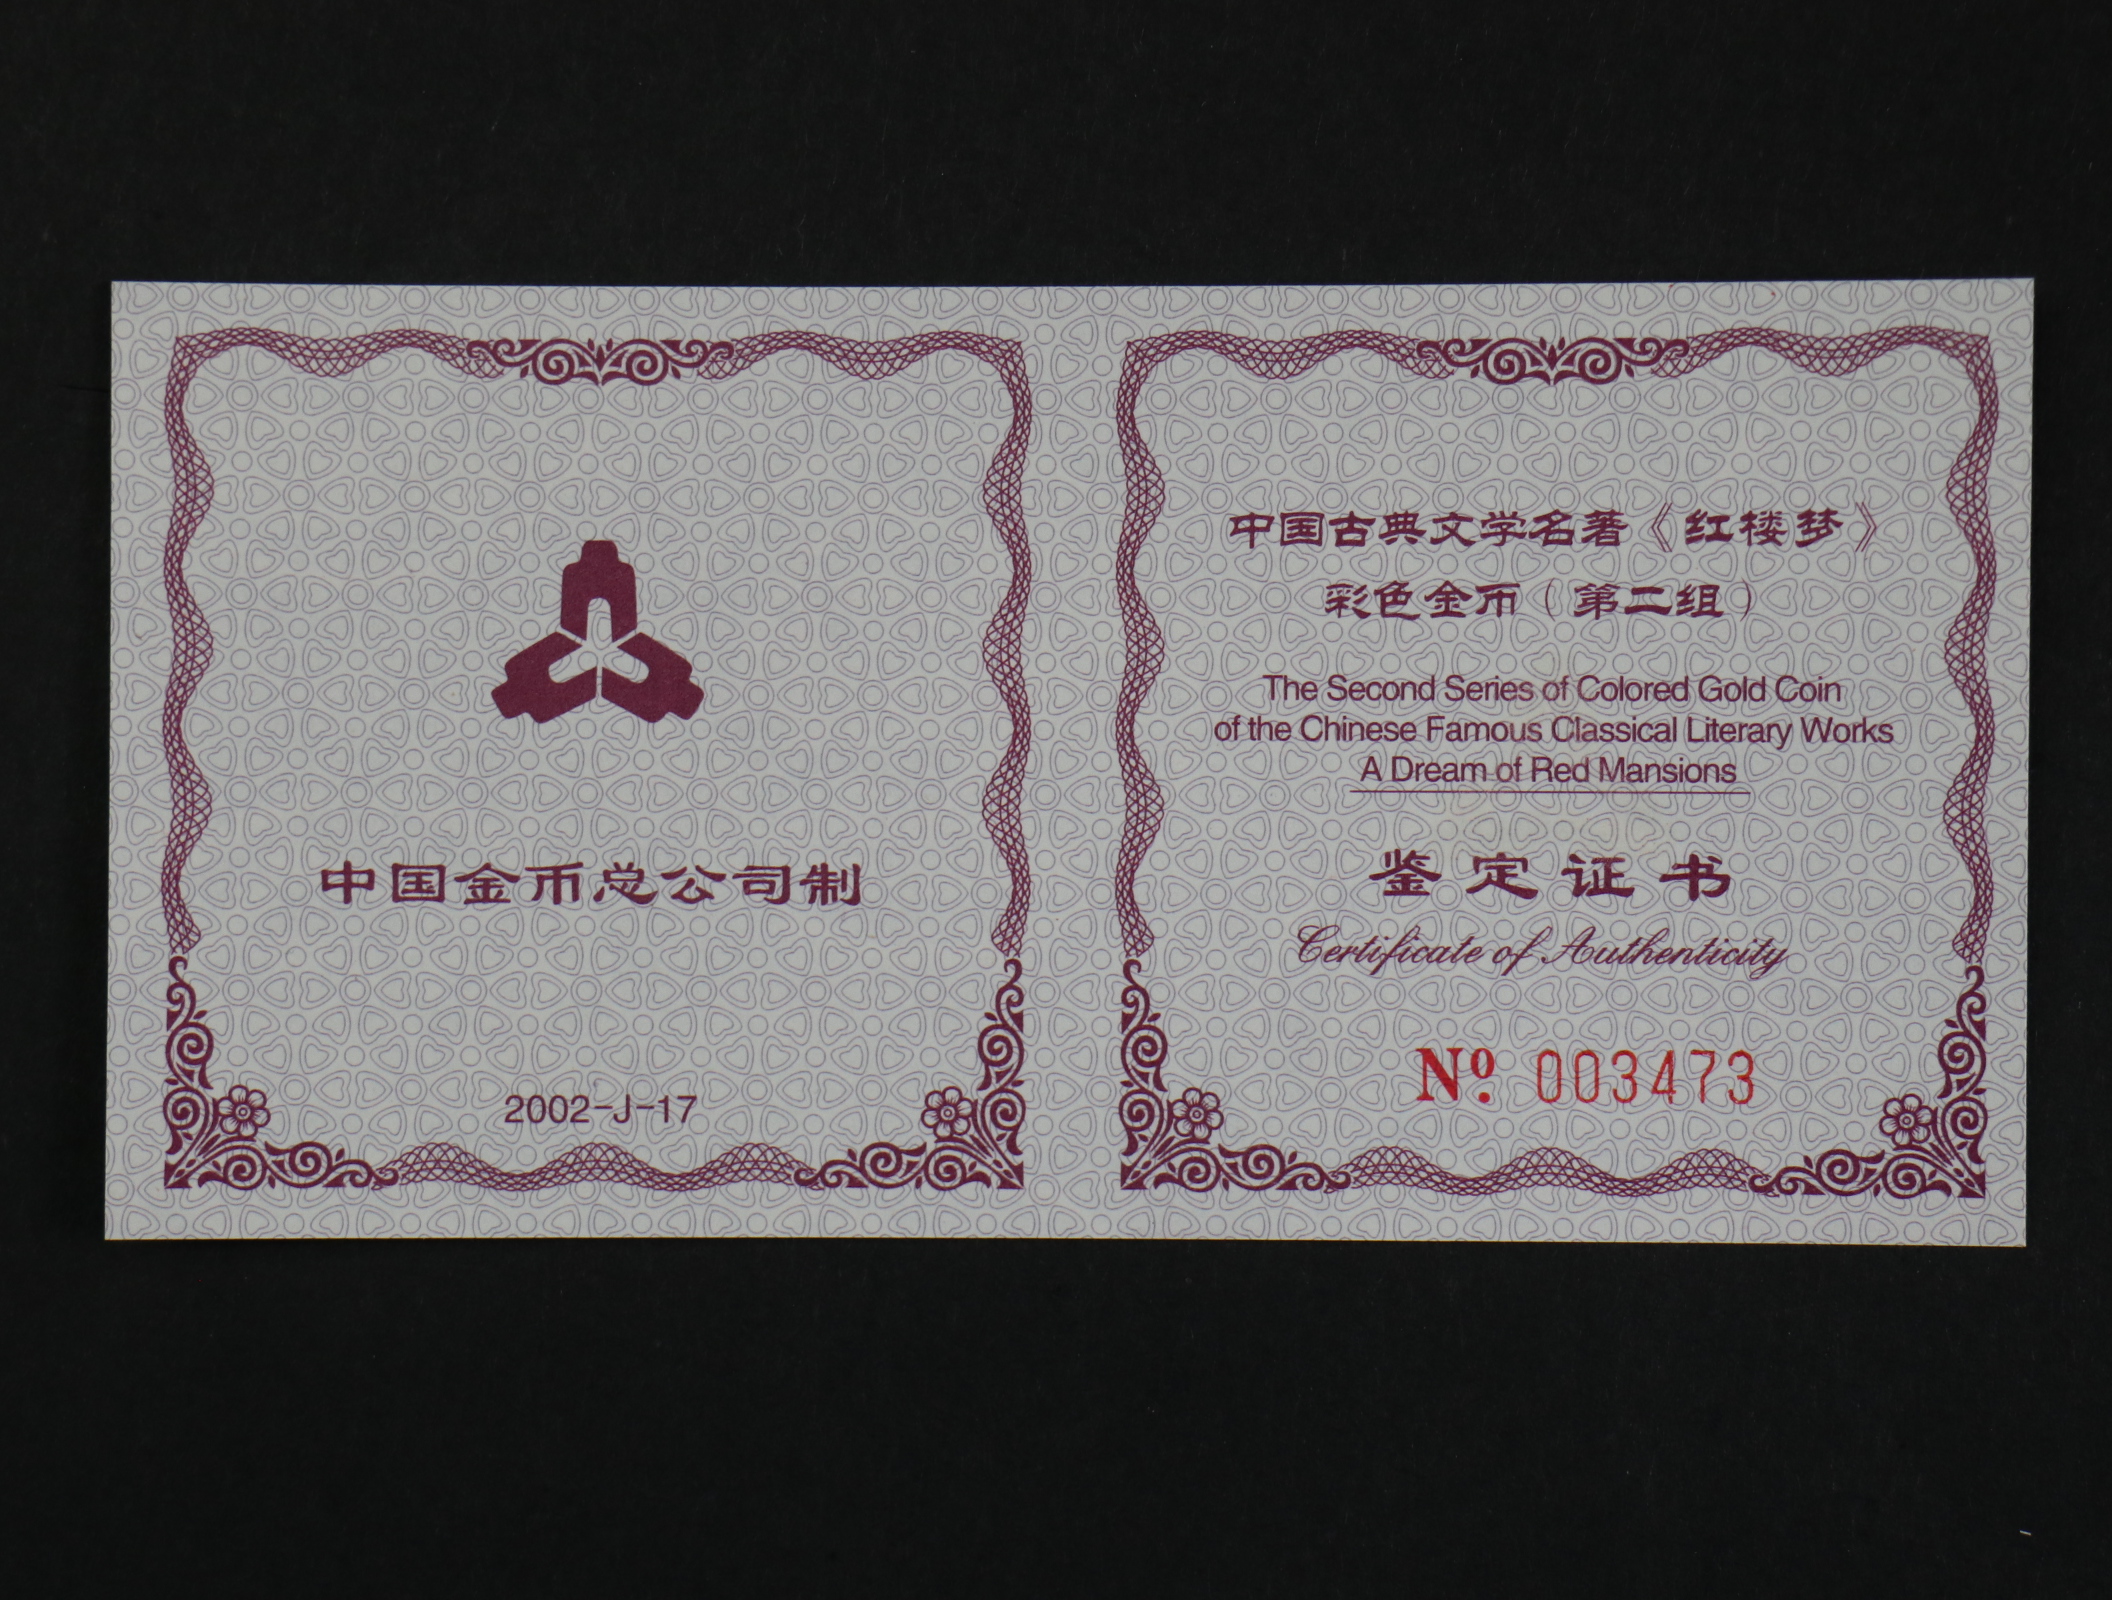 中国金币总公司制
2002-J-17
中国古典文学名著《红楼梦》
彩色金币（第二组）
The Second Series of Colored Gold Coin
of the Chinese Famous Classical Literary Works
A Dream of Red Mansions
鉴定证书
Certificate of Authenticity
Nº. 003473